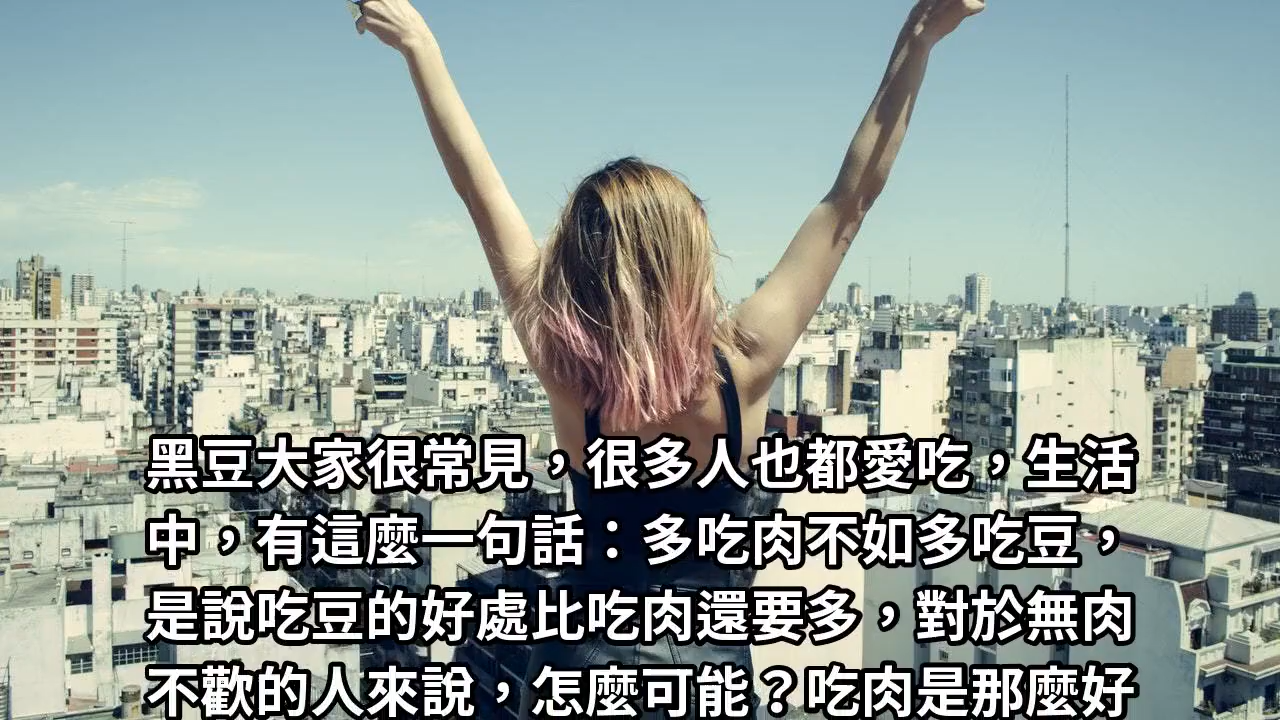 黑豆大家很常見，很多人也都愛吃，生活
中，有這麼一句話：多吃肉不如多吃豆，
是說吃豆的好處比吃肉還要多，對於無肉
不歡的人來說，怎麼可能？吃肉是那麼好